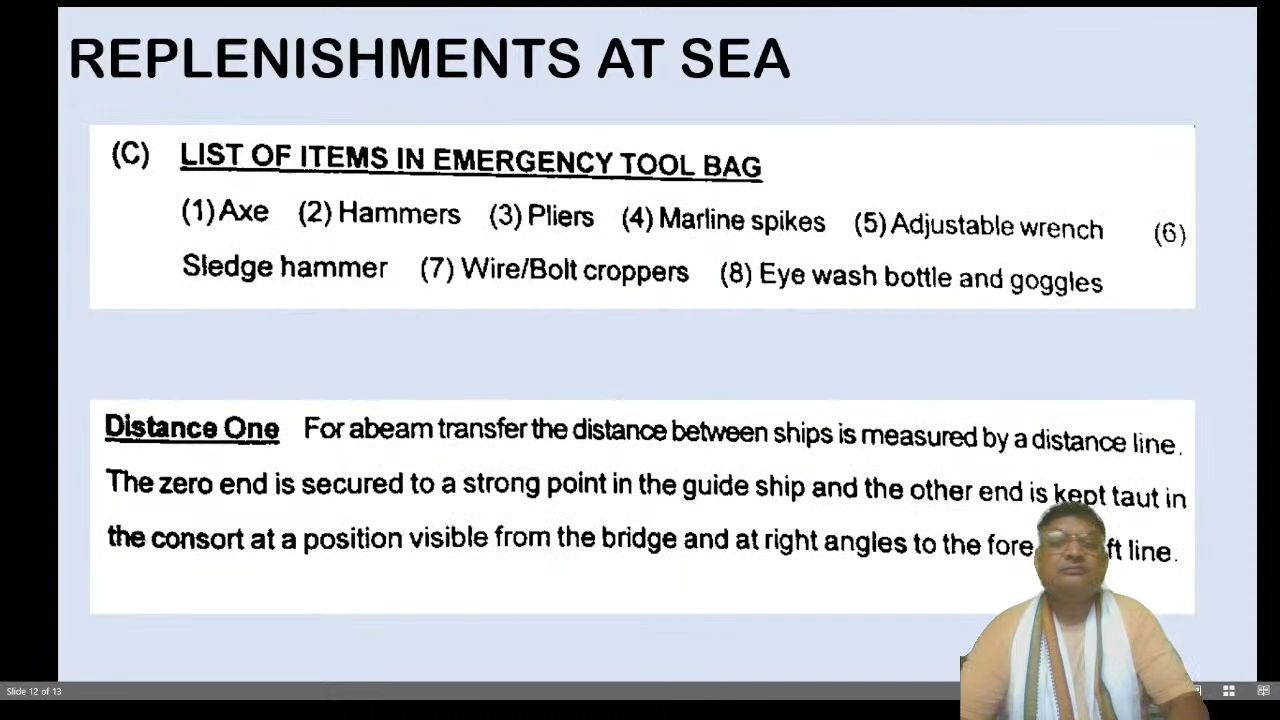 REPLENISHMENTS AT SEA
(C) LIST OF ITEMS IN EMERGENCY TOOL BAG
(1) Axe (2) Hammers (3) Pliers (4) Marline spikes (5) Adjustable wrench (6)
Sledge hammer (7) Wire/Bolt croppers (8) Eye wash bottle and goggles
Distance One For abeam transfer the distance between ships is measured by a distance line.
The zero end is secured to a strong point in the guide ship and the other end is kept taut in
the consort at a position visible from the bridge and at right angles to the fore ft line.
Slide 12 of 13